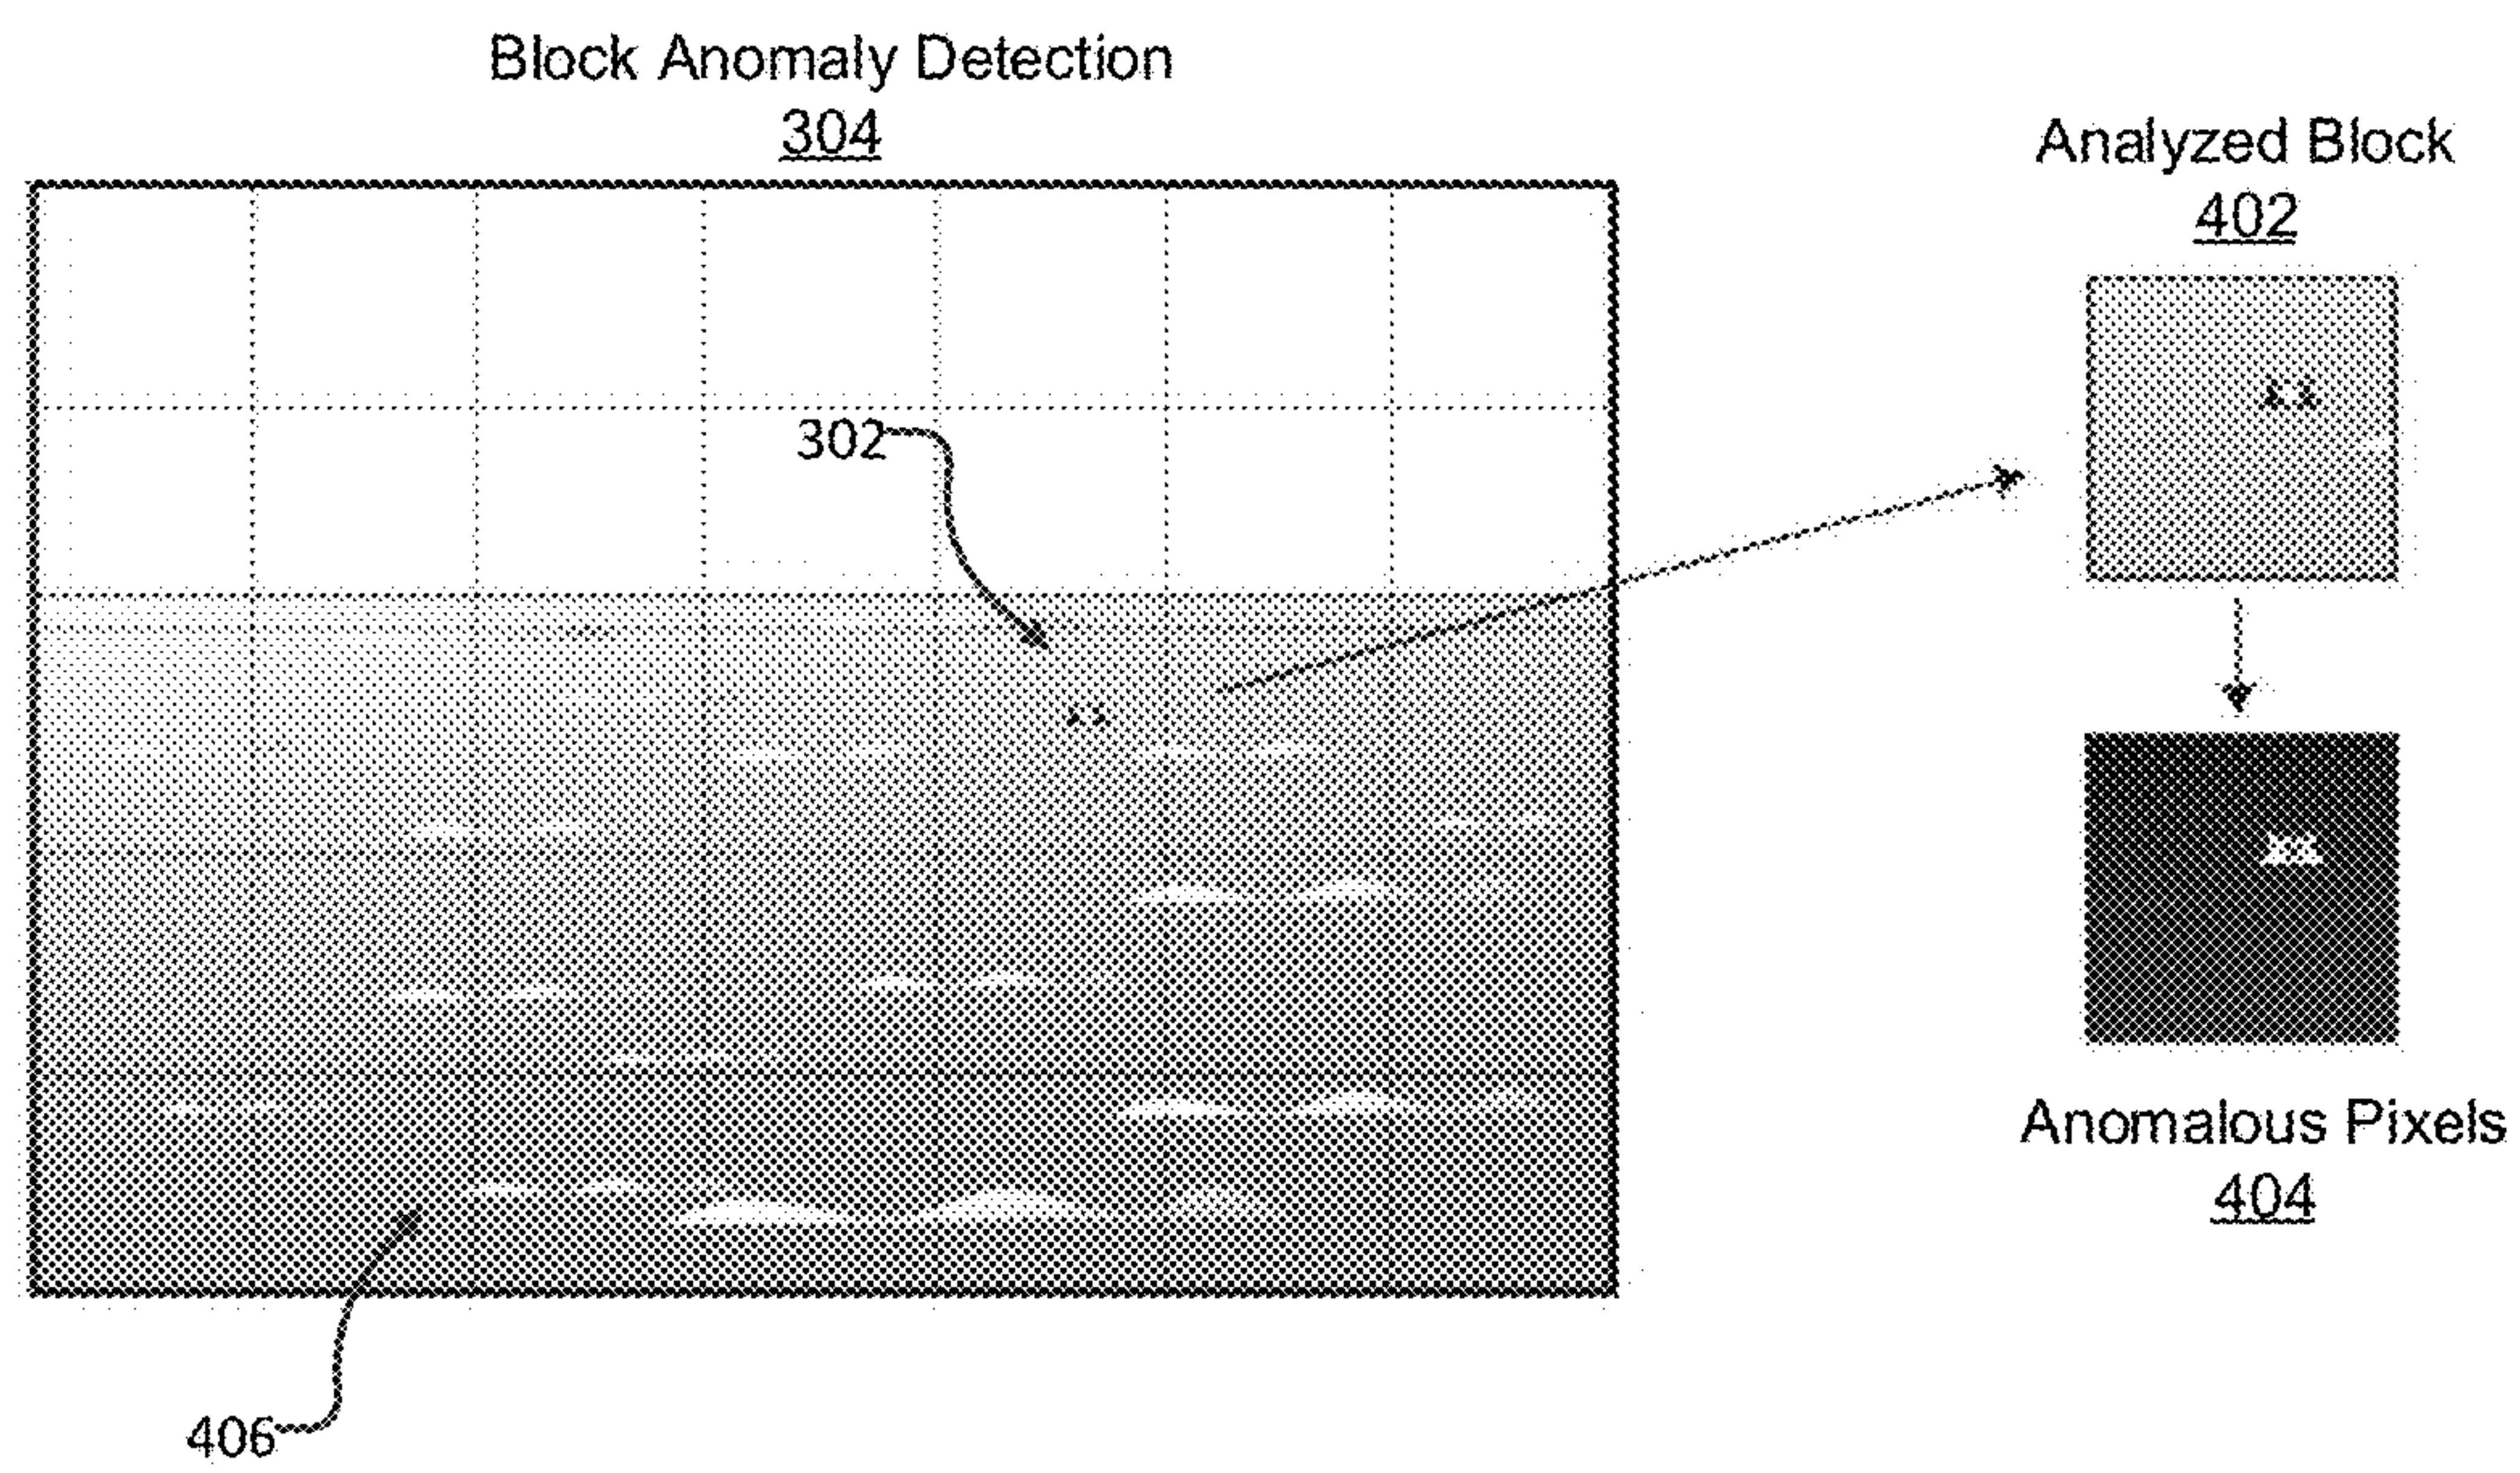 Block Anomaly Detection
304
Analyzed Block
402
302
Anomalous Pixels
404
406